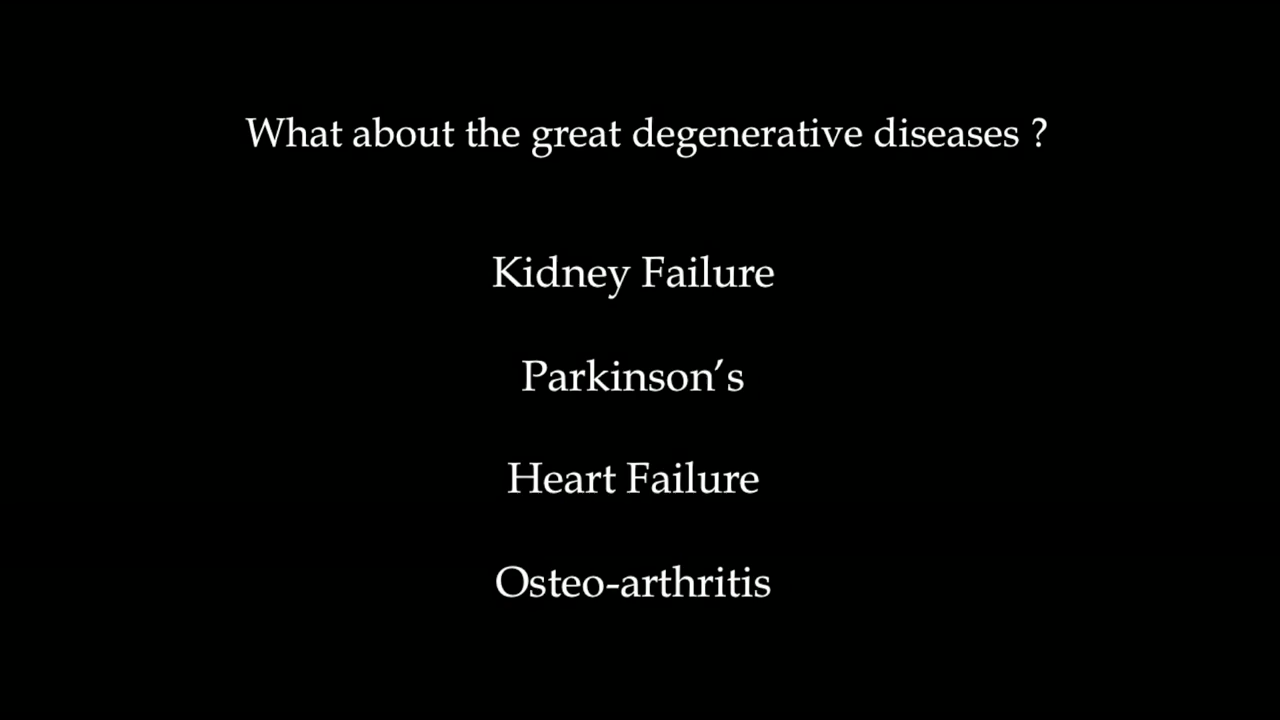 What about the great degenerative diseases ?
Kidney Failure
Parkinson’s
Heart Failure
Osteo-arthritis